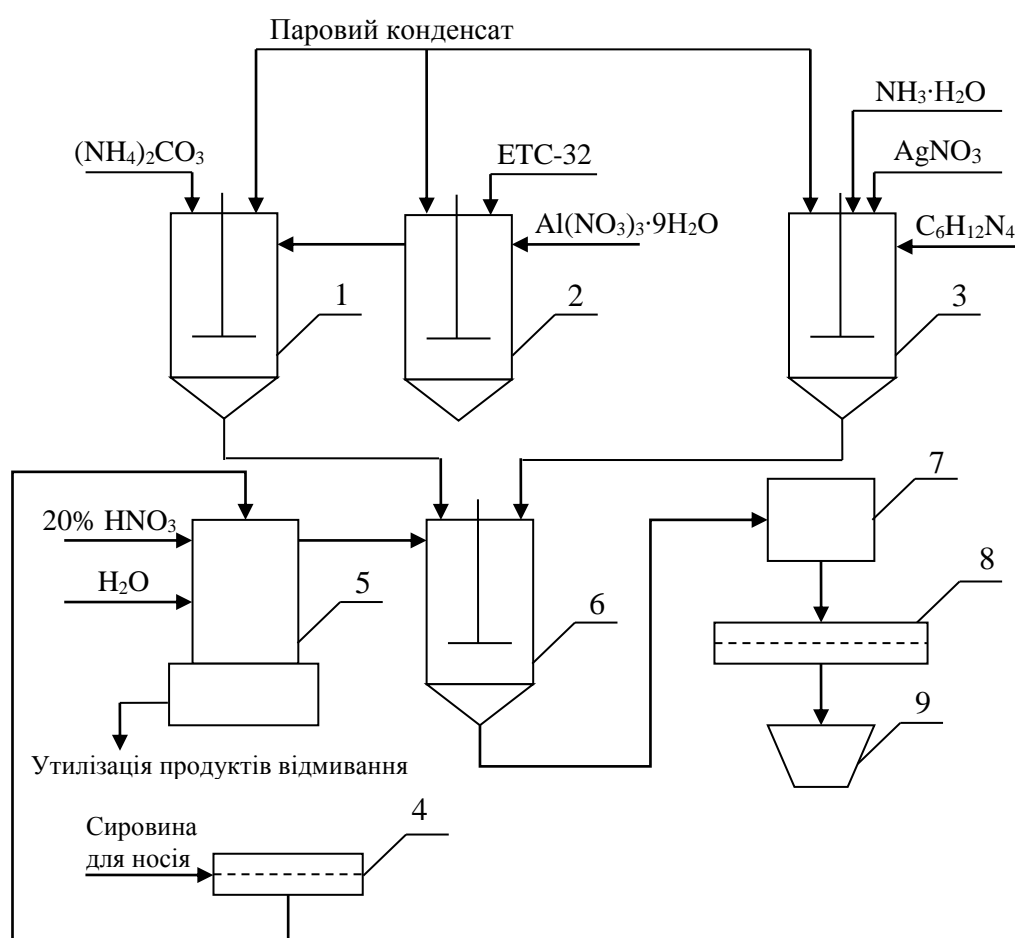 Паровий конденсат
NH₃·H₂O
(NH₄)₂CO₃
ETC-32
AgNO₃
Al(NO₃)₃·9H₂O
C₆H₁₂N₄
1
2
3
7
20% HNO₃
H₂O
5
6
8
9
Утилізація продуктів відмивання
4
Сировина
для носія